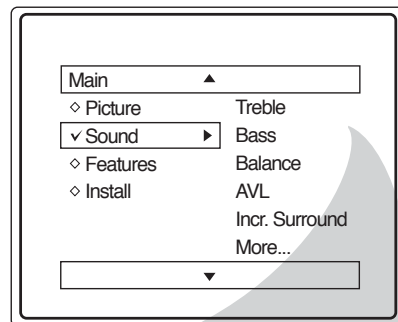 Main
Picture Treble
Sound Bass
Features Balance
Install AVL
Incr. Surround
More...